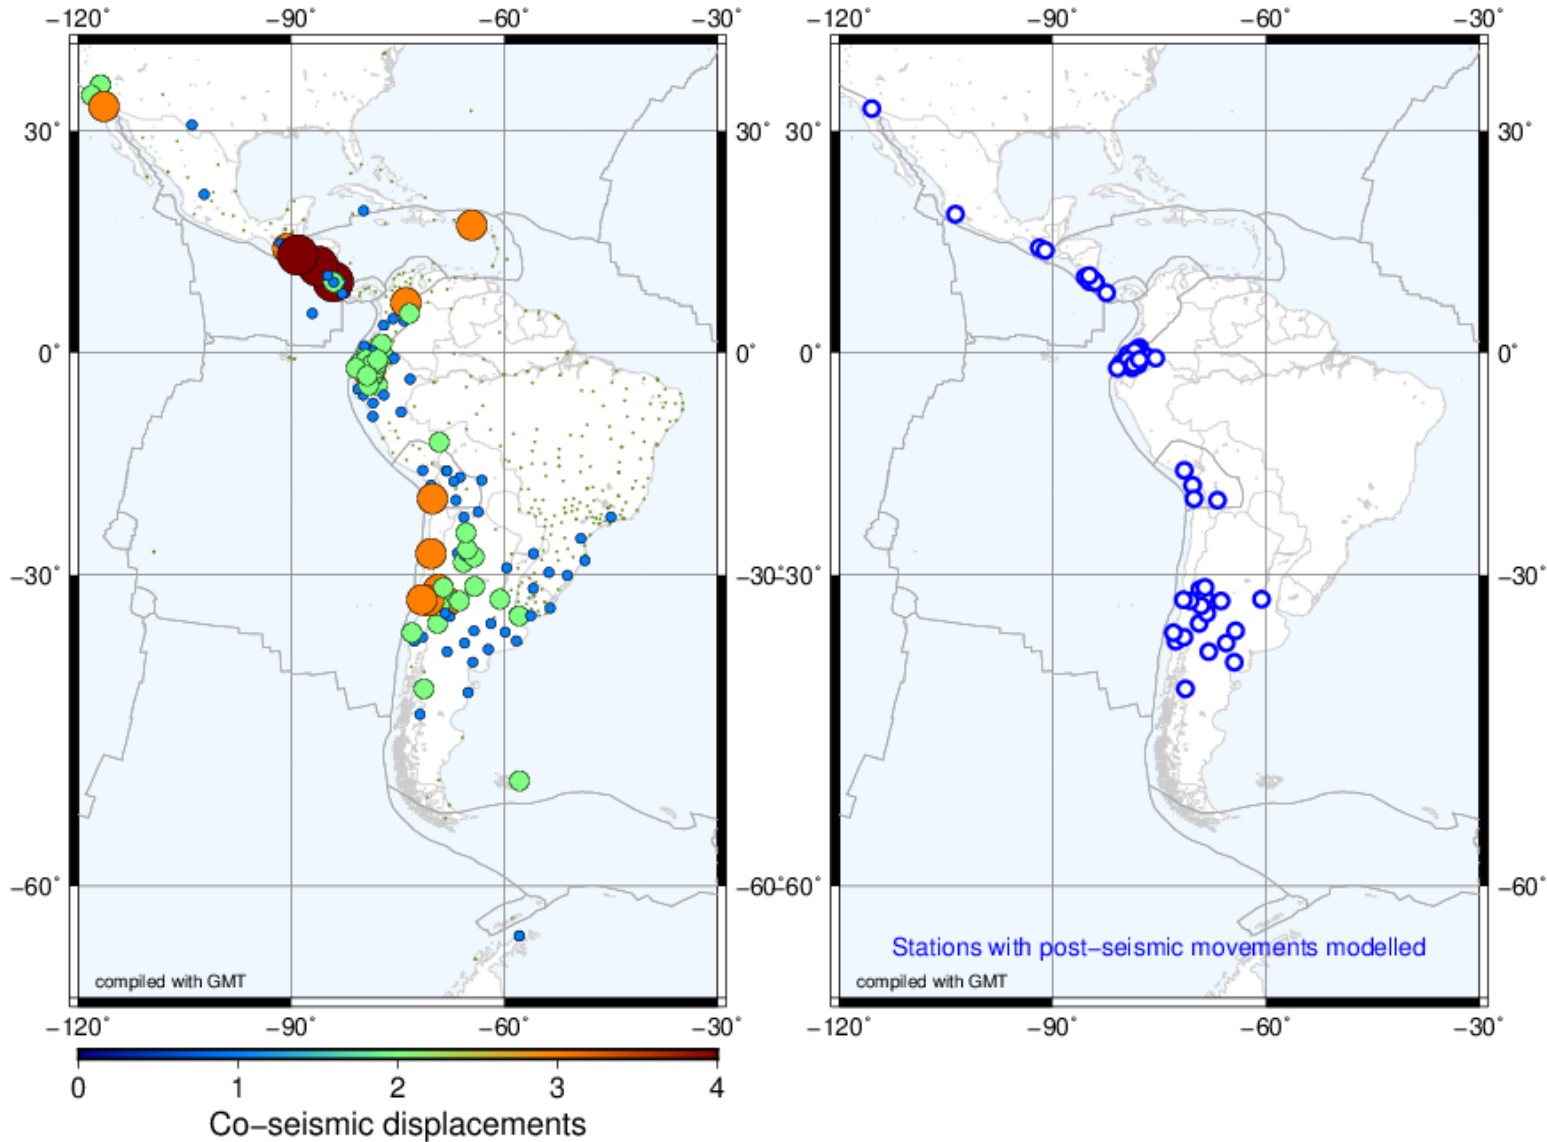 −120˚ −90˚ −60˚ −30˚ −120˚ −90˚ −60˚ −30˚
30˚ 30˚ 30˚ 30˚
0˚ 0˚ 0˚ 0˚
−30˚ −30 −30˚ −30˚
−60˚ −60 −60˚ −60˚
Stations with post−seismic movements modelled
compiled with GMT compiled with GMT
−120˚ −90˚ −60˚ −30˚ −120˚ −90˚ −60˚ −30˚
0 1 2 3 4
Co−seismic displacements